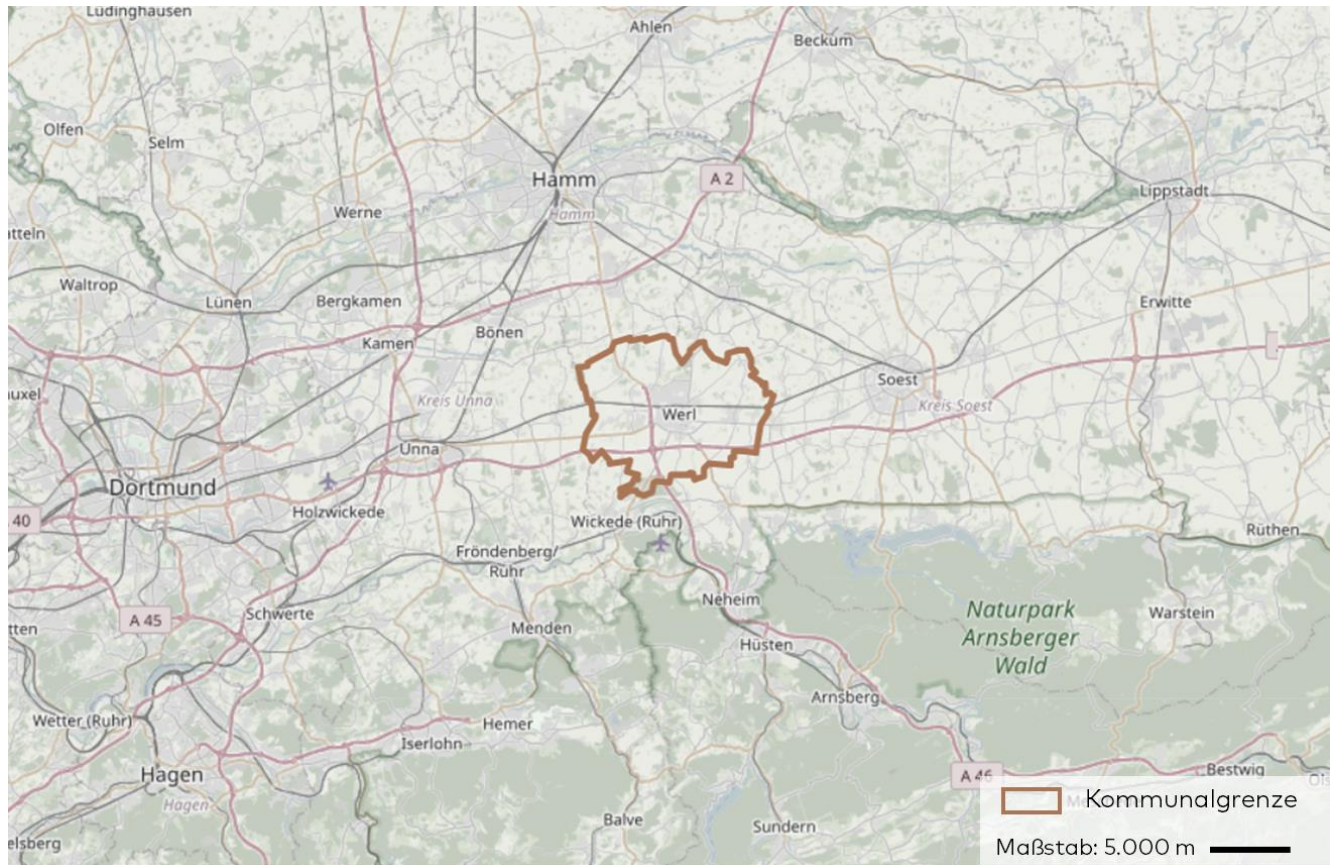 Lüdinghausen
Ahlen
Beckum
Olfen
Selm
Hamm
A 2
Werne
Hamm
Lippstadt
atteln
Waltrop
Lünen
Bergkamen
Erwitte
Bönen
Kamen
auxel
Soest
Kreis Unna
Kreis Soest
Werl
Unna
Dortmund
Holzwickede
40
Wickede (Ruhr)
Rüthen
Fröndenberg/
Ruhr
Neheim
Naturpark
Arnsberger
Wald
Warstein
Schwerte
A 45
tten
Menden
Hüsten
Arnsberg
Wetter (Ruhr)
Hemer
Iserlohn
Hagen
Hagen
A 46
Bestwig
Balve
Sundern
elsberg
Kommunalgrenze
Maßstab: 5.000 m